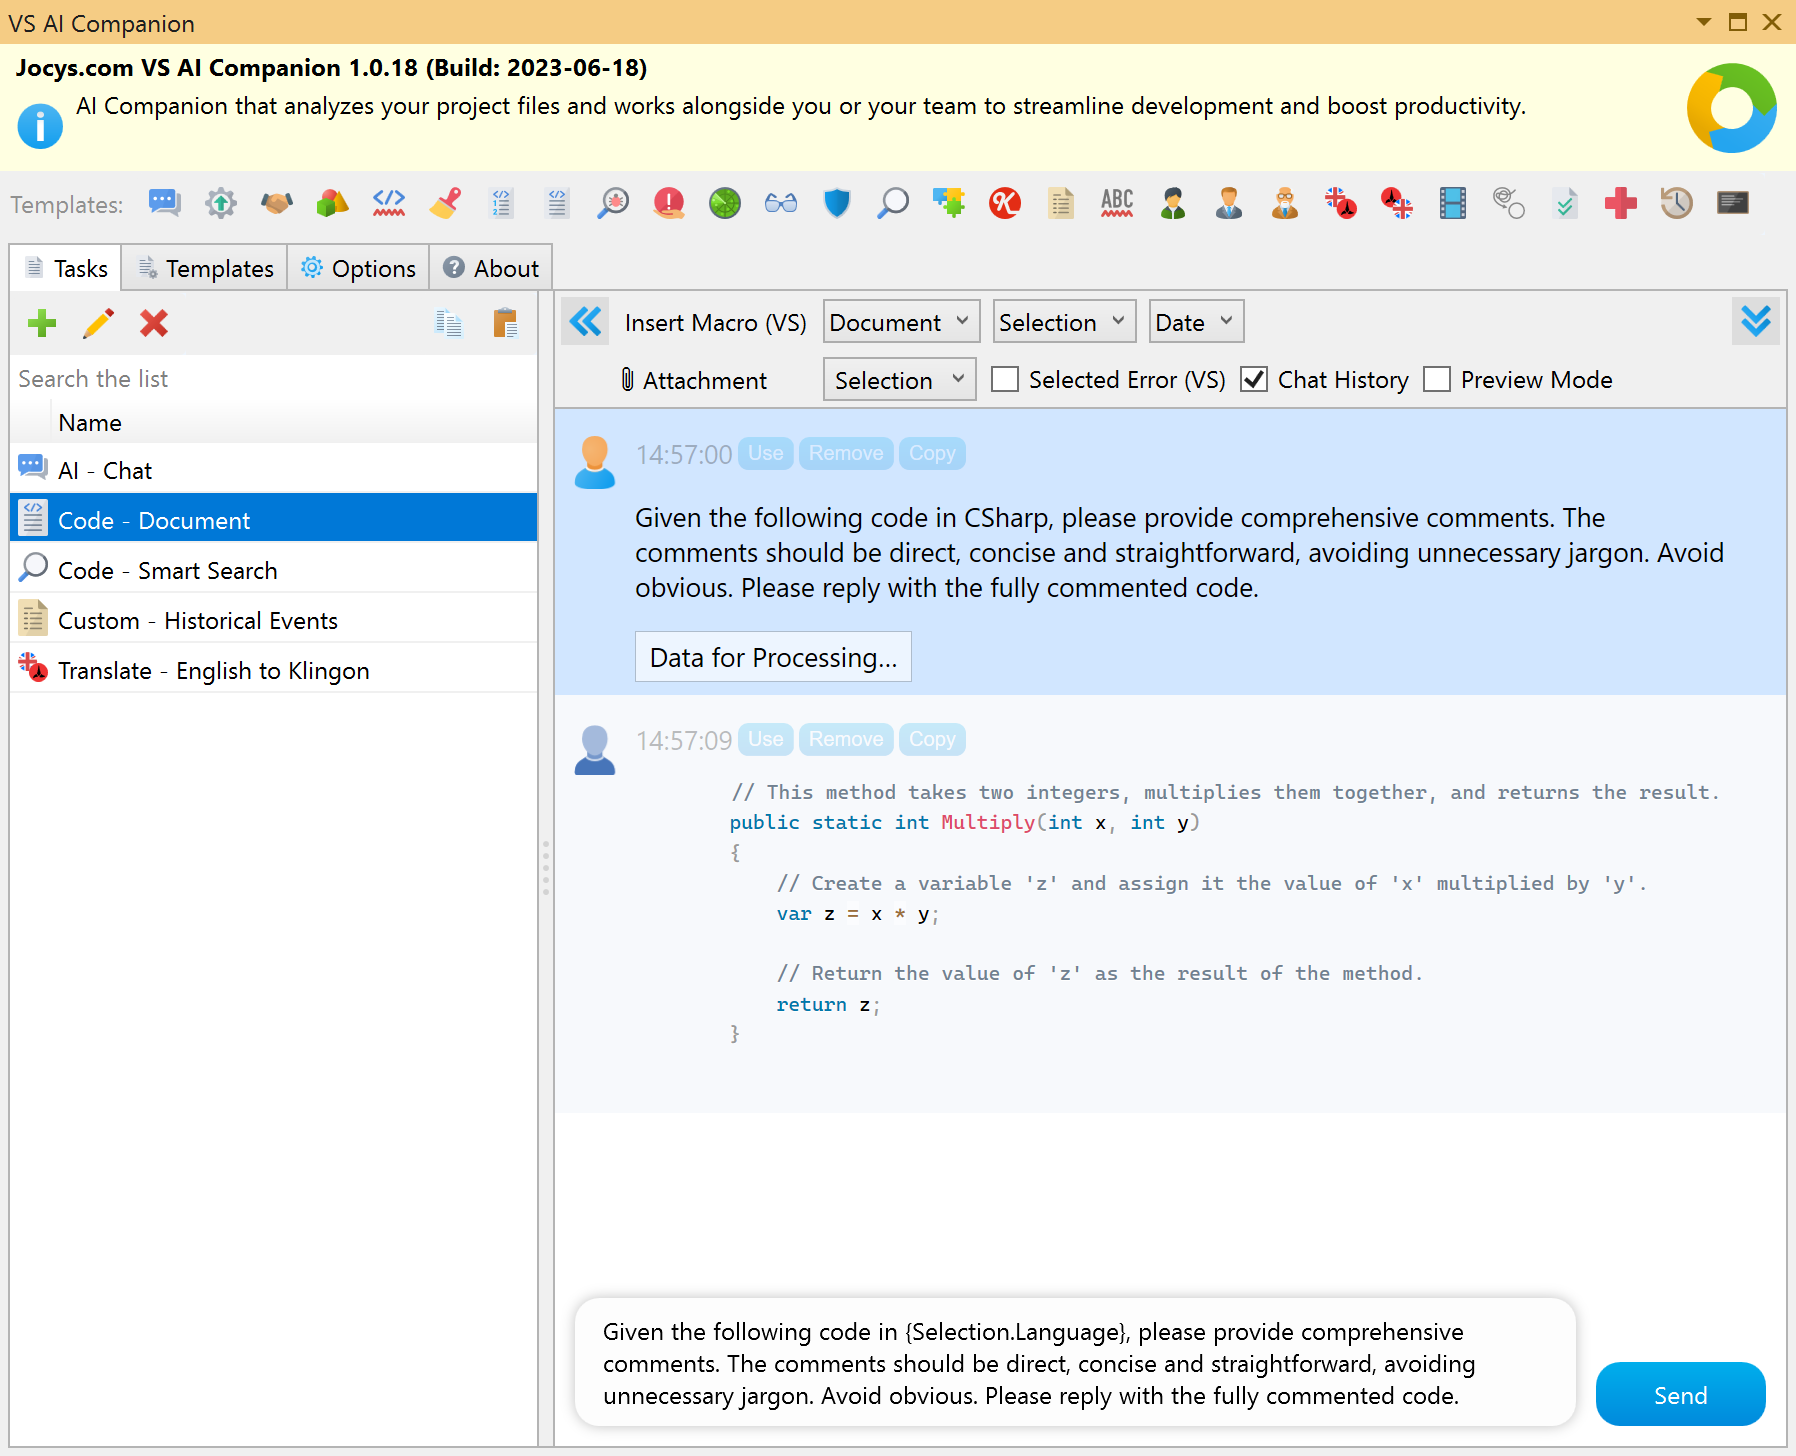 VS AI Companion
Jocys.com VS AI Companion 1.0.18 (Build: 2023-06-18)
AI Companion that analyzes your project files and works alongside you or your team to streamline development and boost productivity.
Templates:
ABC
Tasks
Templates
Options
About
Insert Macro (VS)
Document
Selection
Date
Attachment
Selection
Selected Error (VS)
Chat History
Preview Mode
Search the list
Name
AI - Chat
Code - Document
Code - Smart Search
Custom - Historical Events
Translate - English to Klingon
14:57:00 Use Remove Copy
Given the following code in CSharp, please provide comprehensive comments. The
comments should be direct, concise and straightforward, avoiding unnecessary jargon. Avoid
obvious. Please reply with the fully commented code.
Data for Processing...
14:57:09 Use Remove Copy
// This method takes two integers, multiplies them together, and returns the result.
public static int Multiply(int x, int y)
{
// Create a variable 'z' and assign it the value of 'x' multiplied by 'y'.
var z = x * y;
// Return the value of 'z' as the result of the method.
return z;
}
Given the following code in {Selection.Language}, please provide comprehensive
comments. The comments should be direct, concise and straightforward, avoiding
unnecessary jargon. Avoid obvious. Please reply with the fully commented code.
Send